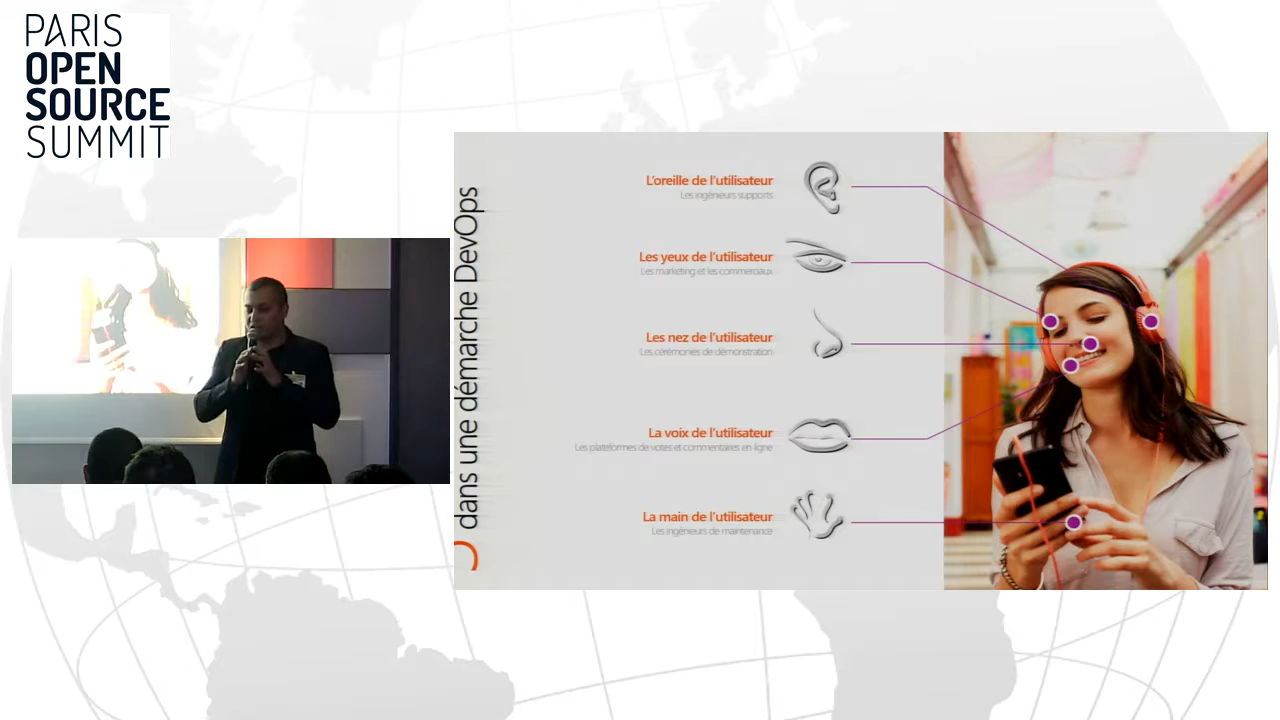 PARIS
OPEN
SOURCE
SUMMIT
dans une démarche DevOps
L'oreille de l'utilisateur
Les ingénieurs supports
Les yeux de l'utilisateur
Les marketing et les commerciaux
Les nez de l'utilisateur
Les cérémonies de démonstration
La voix de l'utilisateur
Les plateformes de votes et commentaires en ligne
La main de l'utilisateur
Les ingénieurs de maintenance